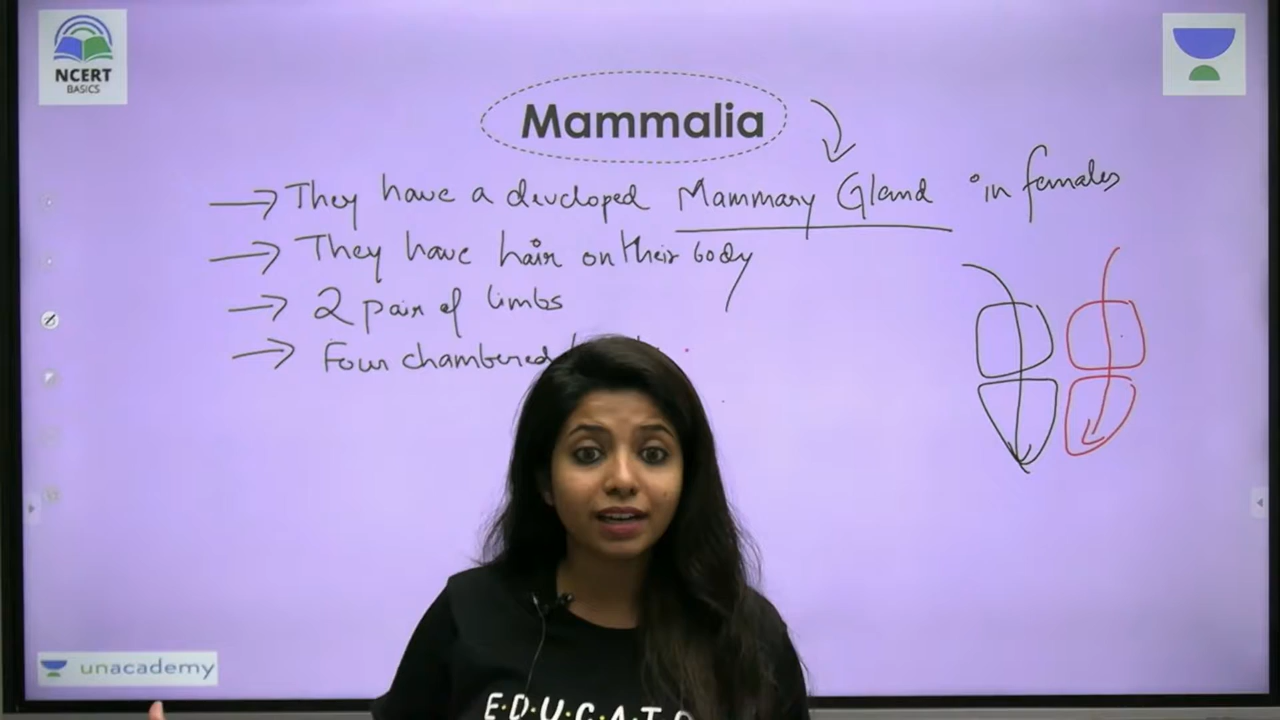 NCERT
BASICS
Mammalia
→ They have a developed Mammary Gland in females
→ They have hair on their body
→ 2 pair of limbs
→ Four chambered
unacademy
E·D·U·C·A·T